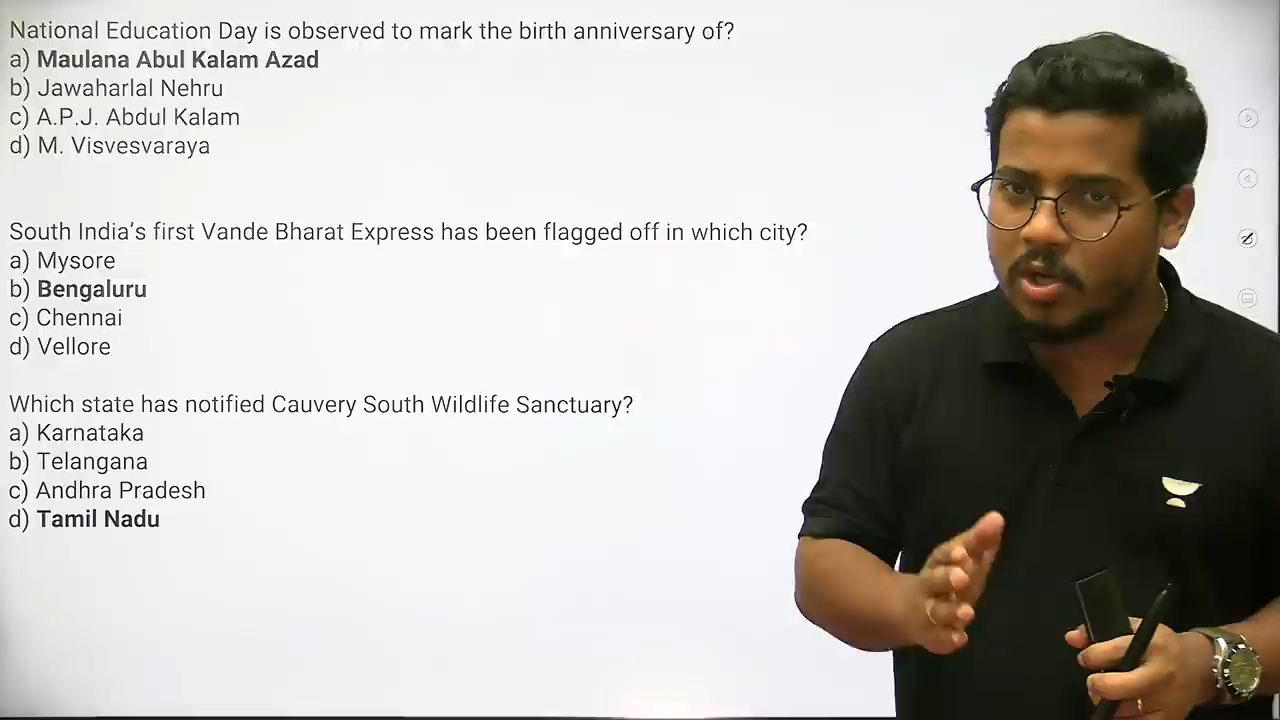 National Education Day is observed to mark the birth anniversary of?
a) Maulana Abul Kalam Azad
b) Jawaharlal Nehru
c) A.P.J. Abdul Kalam
d) M. Visvesvaraya
South India’s first Vande Bharat Express has been flagged off in which city?
a) Mysore
b) Bengaluru
c) Chennai
d) Vellore
Which state has notified Cauvery South Wildlife Sanctuary?
a) Karnataka
b) Telangana
c) Andhra Pradesh
d) Tamil Nadu